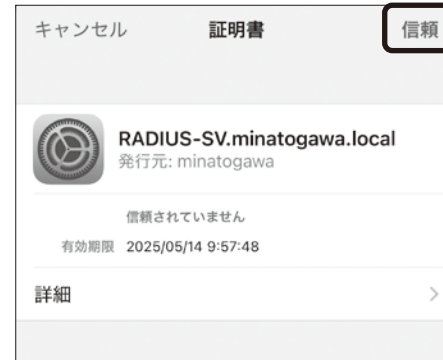 キャンセル 証明書 信頼
RADIUS-SV.minatogawa.local
発行元: minatogawa
信頼されていません
有効期限 2025/05/14 9:57:48
詳細